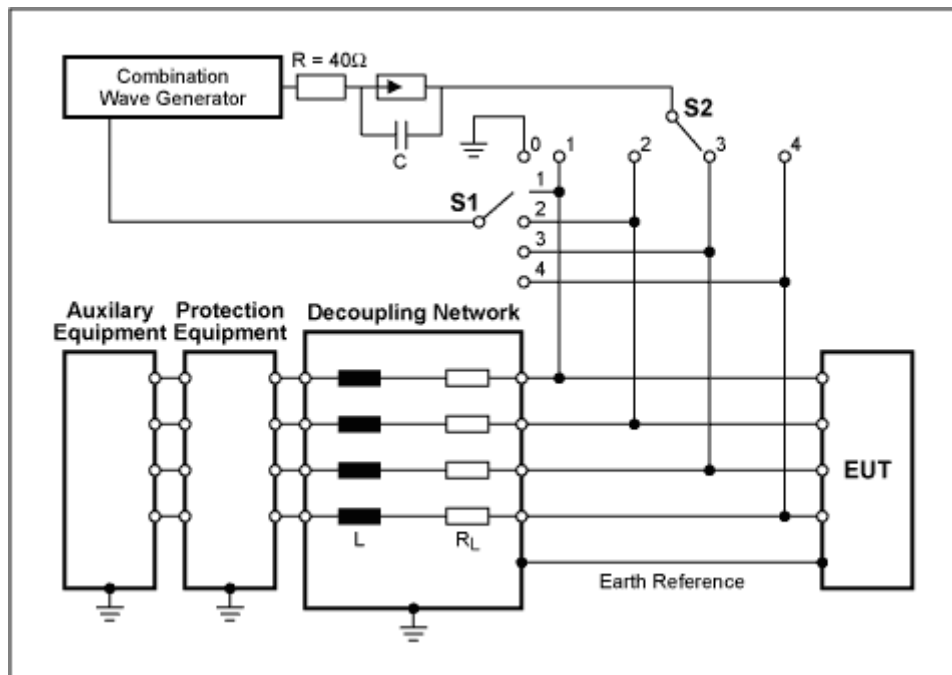 R = 40Ω
Combination
Wave Generator
S2
C
0
1
2
3
4
S1
1
2
3
4
Auxilary
Equipment
Protection
Equipment
Decoupling Network
EUT
L
RL
Earth Reference